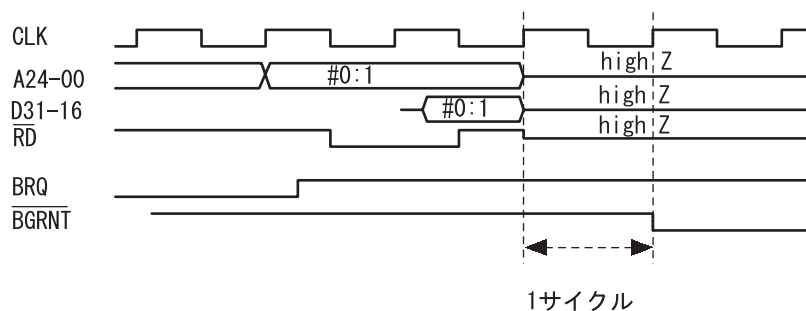 CLK
A24-00 #0:1 high Z
D31-16 #0:1 high Z
RD high Z
BRQ
BGRNT
1サイクル